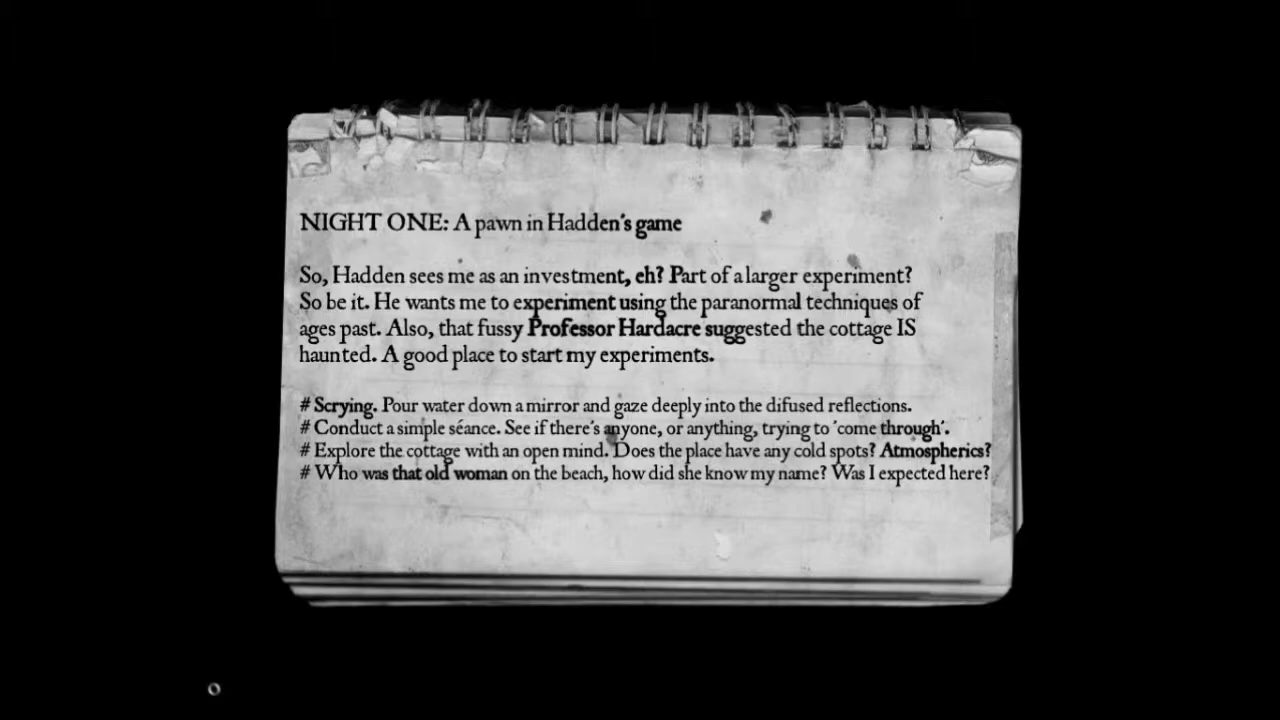 NIGHT ONE: A pawn in Hadden's game
So, Hadden sees me as an investment, eh? Part of a larger experiment?
So be it. He wants me to experiment using the paranormal techniques of
ages past. Also, that fussy Professor Hardacre suggested the cottage IS
haunted. A good place to start my experiments.
# Scrying. Pour water down a mirror and gaze deeply into the difused reflections.
# Conduct a simple séance. See if there's anyone, or anything, trying to 'come through'.
# Explore the cottage with an open mind. Does the place have any cold spots? Atmospherics?
# Who was that old woman on the beach, how did she know my name? Was I expected here?